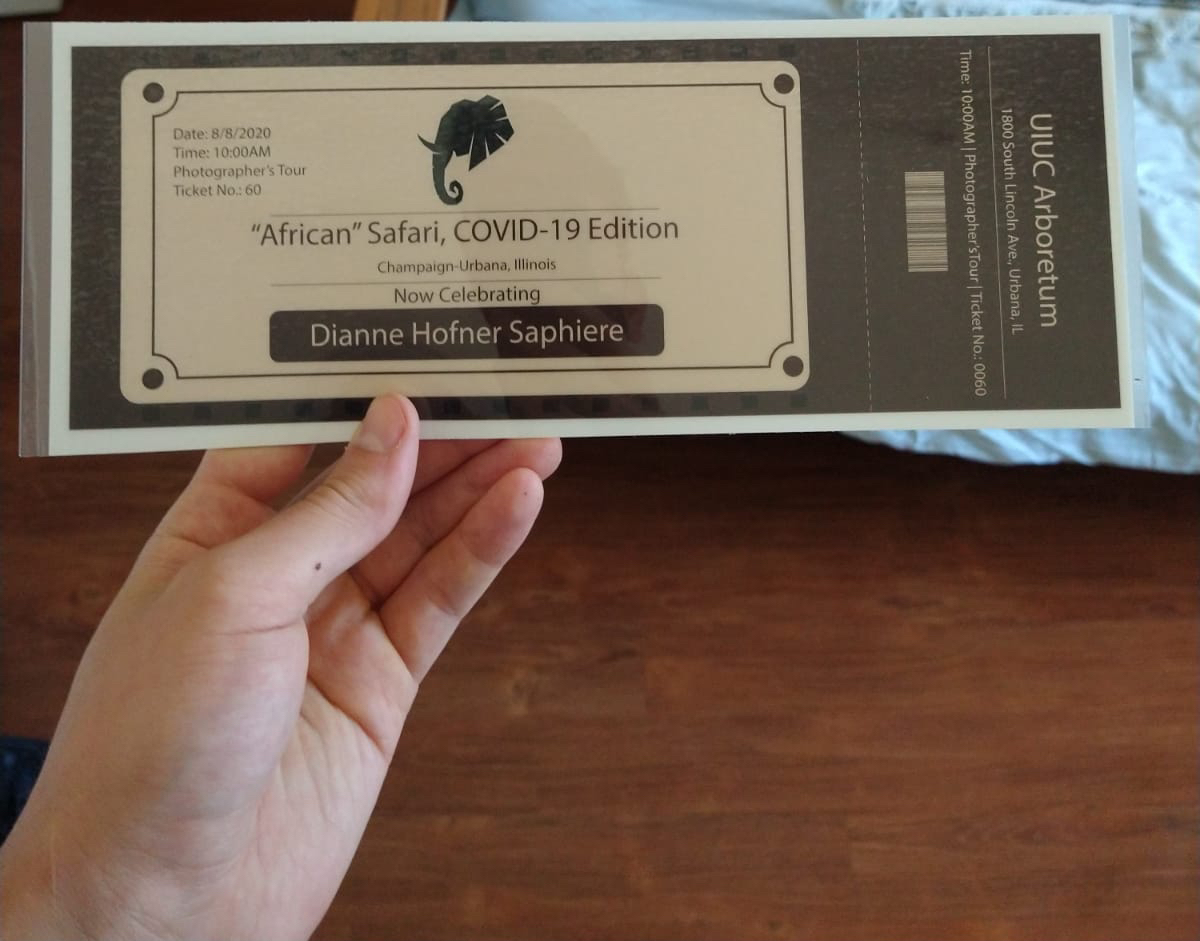 Date: 8/8/2020
Time: 10:00AM
Photographer's Tour
Ticket No.: 60
"African" Safari, COVID-19 Edition
Champaign-Urbana, Illinois
Now Celebrating
Dianne Hofner Saphiere
UIUC Arboretum
1800 South Lincoln Ave., Urbana, IL
Time: 10:00AM | Photographer'sTour | Ticket No.: 0060